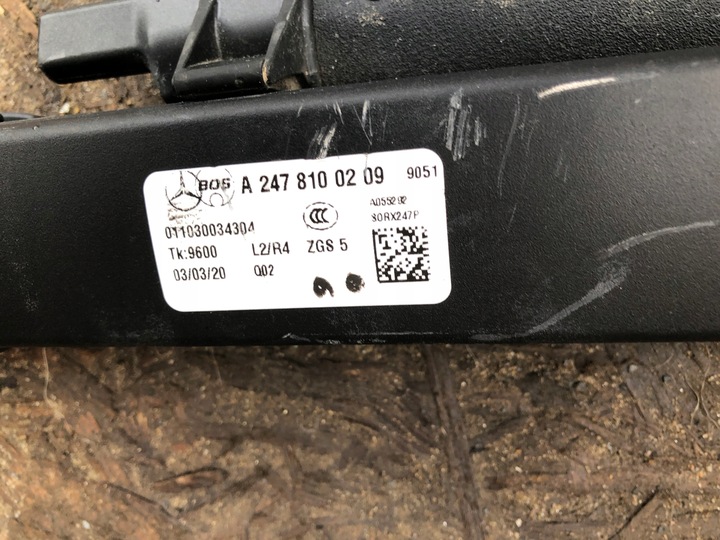 BOS A 247 810 02 09 9051
011030034304 CCC A055202
Tk:9600 L2/R4 ZGS 5 80RX247P
03/03/20 Q02